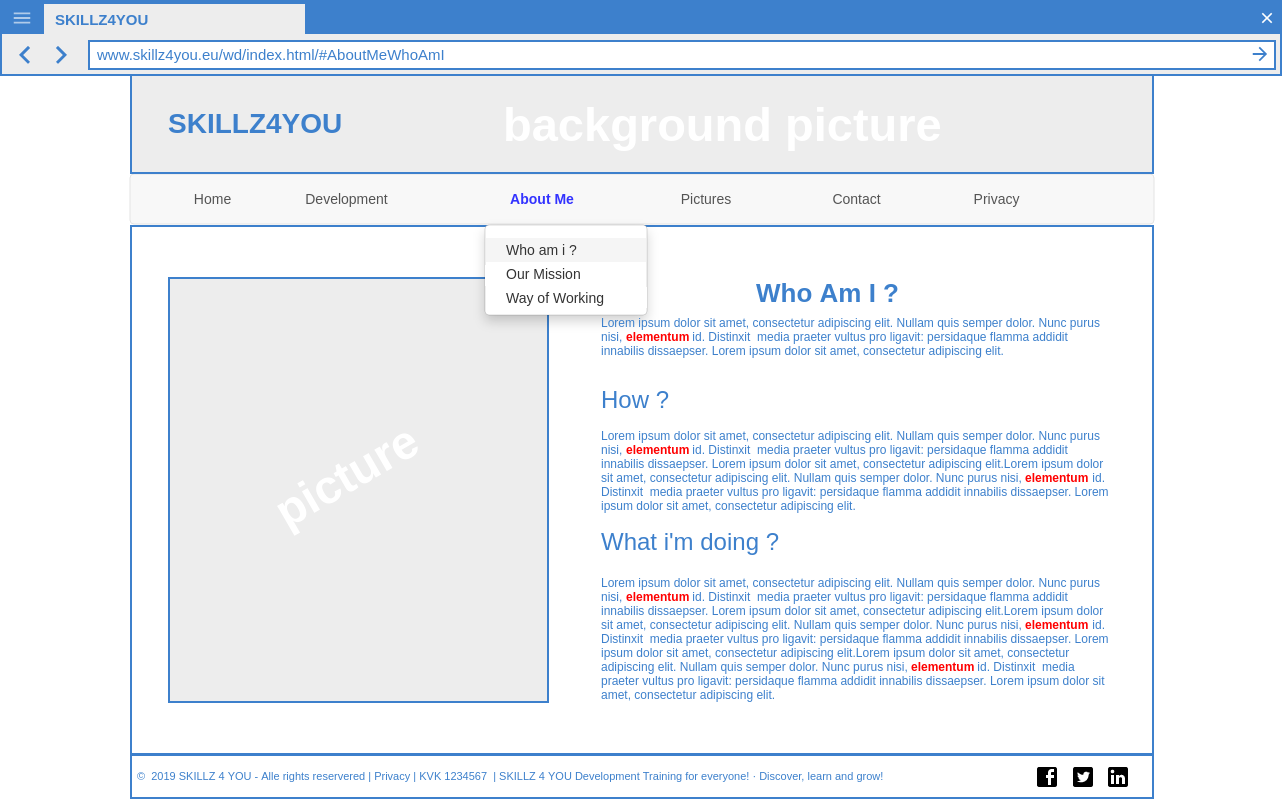 SKILLZ4YOU
www.skillz4you.eu/wd/index.html/#AboutMeWhoAmI
SKILLZ4YOU
background picture
Home Development About Me Pictures Contact Privacy
Who am i ?
Our Mission
Way of Working
picture
Who Am I ?
Lorem ipsum dolor sit amet, consectetur adipiscing elit. Nullam quis semper dolor. Nunc purus
nisi, elementum id. Distinxit  media praeter vultus pro ligavit: persidaque flamma addidit
innabilis dissaepser. Lorem ipsum dolor sit amet, consectetur adipiscing elit.
How ?
Lorem ipsum dolor sit amet, consectetur adipiscing elit. Nullam quis semper dolor. Nunc purus
nisi, elementum id. Distinxit  media praeter vultus pro ligavit: persidaque flamma addidit
innabilis dissaepser. Lorem ipsum dolor sit amet, consectetur adipiscing elit.Lorem ipsum dolor
sit amet, consectetur adipiscing elit. Nullam quis semper dolor. Nunc purus nisi, elementum id.
Distinxit  media praeter vultus pro ligavit: persidaque flamma addidit innabilis dissaepser. Lorem
ipsum dolor sit amet, consectetur adipiscing elit.
What i'm doing ?
Lorem ipsum dolor sit amet, consectetur adipiscing elit. Nullam quis semper dolor. Nunc purus
nisi, elementum id. Distinxit  media praeter vultus pro ligavit: persidaque flamma addidit
innabilis dissaepser. Lorem ipsum dolor sit amet, consectetur adipiscing elit.Lorem ipsum dolor
sit amet, consectetur adipiscing elit. Nullam quis semper dolor. Nunc purus nisi, elementum id.
Distinxit  media praeter vultus pro ligavit: persidaque flamma addidit innabilis dissaepser. Lorem
ipsum dolor sit amet, consectetur adipiscing elit.Lorem ipsum dolor sit amet, consectetur
adipiscing elit. Nullam quis semper dolor. Nunc purus nisi, elementum id. Distinxit  media
praeter vultus pro ligavit: persidaque flamma addidit innabilis dissaepser. Lorem ipsum dolor sit
amet, consectetur adipiscing elit.
©  2019 SKILLZ 4 YOU - Alle rights reservered | Privacy | KVK 1234567  | SKILLZ 4 YOU Development Training for everyone! · Discover, learn and grow!